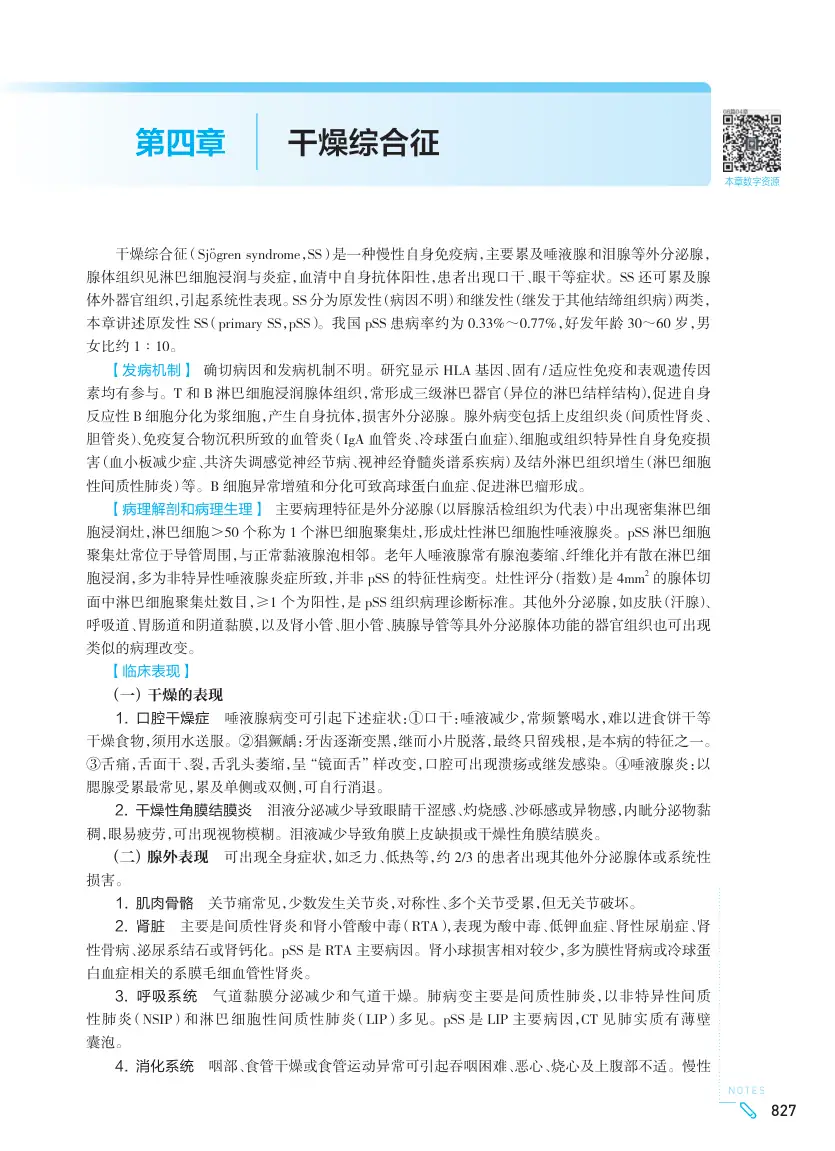 第四章
干燥综合征
本章数字资源
干燥综合征（Sjögren syndrome，SS）是一种慢性自身免疫病，主要累及唾液腺和泪腺等外分泌腺，
腺体组织见淋巴细胞浸润与炎症，血清中自身抗体阳性，患者出现口干、眼干等症状。SS 还可累及腺
体外器官组织，引起系统性表现。SS分为原发性（病因不明）和继发性（继发于其他结缔组织病）两类，
本章讲述原发性 SS（primary SS，pSS）。我国 pSS 患病率约为 0.33%～0.77%，好发年龄 30～60 岁，男
女比约 1∶10。
【发病机制】 确切病因和发病机制不明。研究显示 HLA 基因、固有/适应性免疫和表观遗传因
素均有参与。T 和 B 淋巴细胞浸润腺体组织，常形成三级淋巴器官（异位的淋巴结样结构），促进自身
反应性 B 细胞分化为浆细胞，产生自身抗体，损害外分泌腺。腺外病变包括上皮组织炎（间质性肾炎、
胆管炎）、免疫复合物沉积所致的血管炎（IgA 血管炎、冷球蛋白血症）、细胞或组织特异性自身免疫损
害（血小板减少症、共济失调感觉神经节病、视神经脊髓炎谱系疾病）及结外淋巴组织增生（淋巴细胞
性间质性肺炎）等。B 细胞异常增殖和分化可致高球蛋白血症、促进淋巴瘤形成。
【病理解剖和病理生理】 主要病理特征是外分泌腺（以唇腺活检组织为代表）中出现密集淋巴细
胞浸润灶，淋巴细胞＞50 个称为 1 个淋巴细胞聚集灶，形成灶性淋巴细胞性唾液腺炎。pSS 淋巴细胞
聚集灶常位于导管周围，与正常黏液腺泡相邻。老年人唾液腺常有腺泡萎缩、纤维化并有散在淋巴细
胞浸润，多为非特异性唾液腺炎症所致，并非 pSS 的特征性病变。灶性评分（指数）是 4mm² 的腺体切
面中淋巴细胞聚集灶数目，≥1 个为阳性，是 pSS 组织病理诊断标准。其他外分泌腺，如皮肤（汗腺）、
呼吸道、胃肠道和阴道黏膜，以及肾小管、胆小管、胰腺导管等具外分泌腺体功能的器官组织也可出现
类似的病理改变。
【临床表现】
（一）干燥的表现
1. 口腔干燥症 唾液腺病变可引起下述症状：①口干：唾液减少，常频繁喝水，难以进食饼干等
干燥食物，须用水送服。②猖獗龋：牙齿逐渐变黑，继而小片脱落，最终只留残根，是本病的特征之一。
③舌痛，舌面干、裂，舌乳头萎缩，呈“镜面舌”样改变，口腔可出现溃疡或继发感染。④唾液腺炎：以
腮腺受累最常见，累及单侧或双侧，可自行消退。
2. 干燥性角膜结膜炎 泪液分泌减少导致眼睛干涩感、灼烧感、沙砾感或异物感，内眦分泌物黏
稠，眼易疲劳，可出现视物模糊。泪液减少导致角膜上皮缺损或干燥性角膜结膜炎。
（二）腺外表现 可出现全身症状，如乏力、低热等，约 2/3 的患者出现其他外分泌腺体或系统性
损害。
1. 肌肉骨骼 关节痛常见，少数发生关节炎，对称性、多个关节受累，但无关节破坏。
2. 肾脏 主要是间质性肾炎和肾小管酸中毒（RTA），表现为酸中毒、低钾血症、肾性尿崩症、肾
性骨病、泌尿系结石或肾钙化。pSS 是 RTA 主要病因。肾小球损害相对较少，多为膜性肾病或冷球蛋
白血症相关的系膜毛细血管性肾炎。
3. 呼吸系统 气道黏膜分泌减少和气道干燥。肺病变主要是间质性肺炎，以非特异性间质
性肺炎（NSIP）和淋巴细胞性间质性肺炎（LIP）多见。pSS 是 LIP 主要病因，CT 见肺实质有薄壁
囊泡。
4. 消化系统 咽部、食管干燥或食管运动异常可引起吞咽困难、恶心、烧心及上腹部不适。慢性
NOTES
827